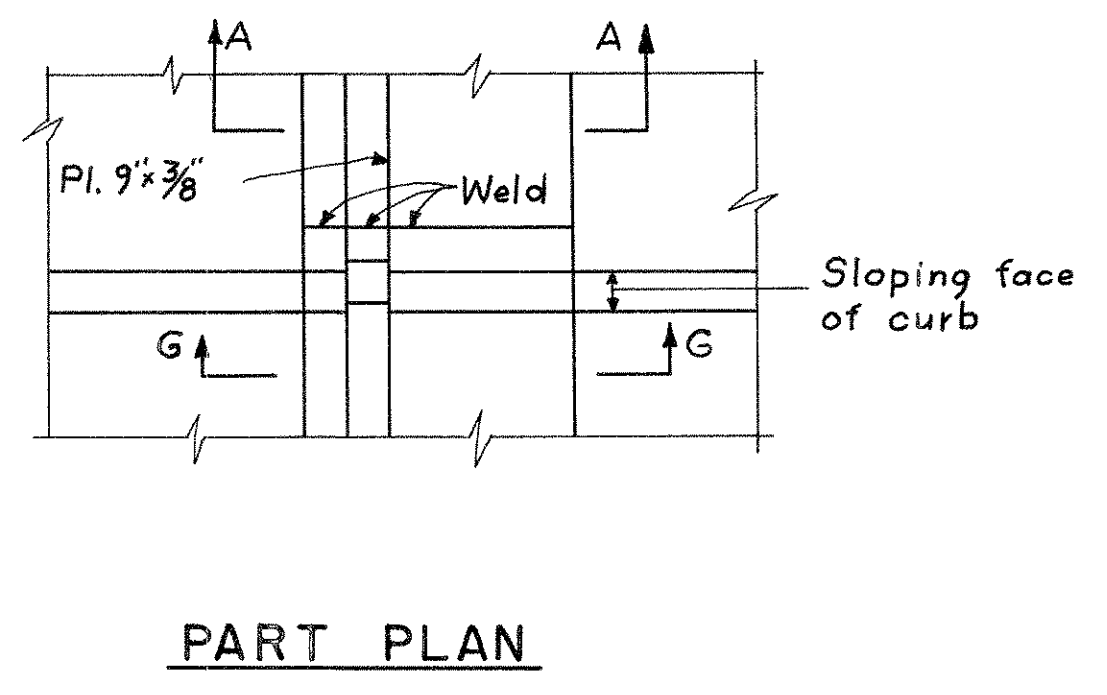 A A
Pl. 9"x 3/8"
Weld
Sloping face
of curb
G G
PART PLAN